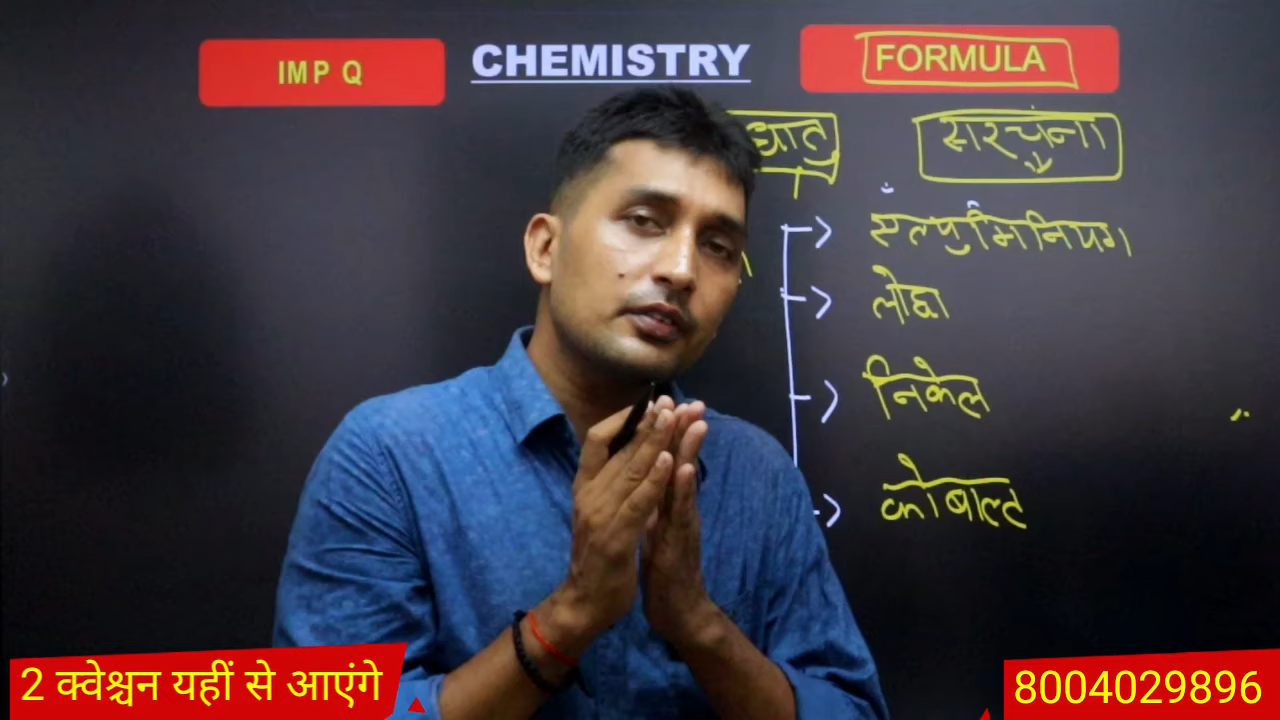 IMP Q
CHEMISTRY
FORMULA
धातु
संरचना
एल्युमिनियम
लोहा
निकेल
कोबाल्ट
2 क्वेश्चन यहीं से आएंगे
8004029896